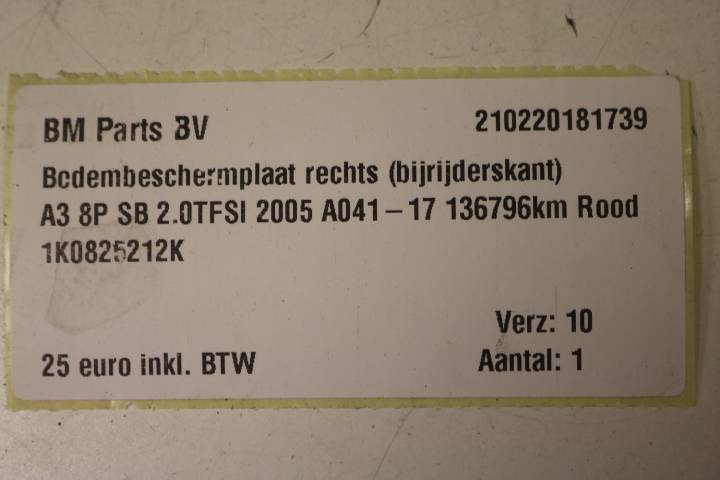 BM Parts BV 210220181739
Bodembeschermplaat rechts (bijrijderskant)
A3 8P SB 2.0TFSI 2005 A041-17 136796km Rood
1K0825212K
Verz: 10
25 euro inkl. BTW Aantal: 1